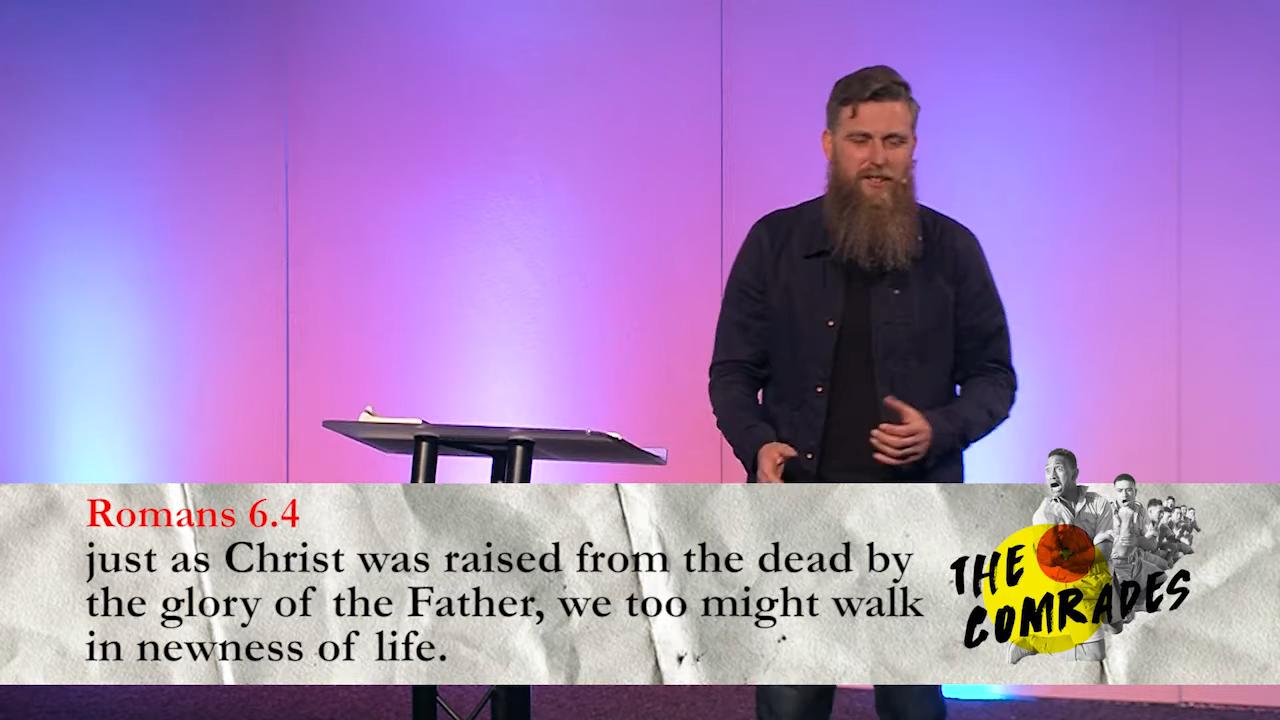 Romans 6.4
just as Christ was raised from the dead by
the glory of the Father, we too might walk
in newness of life.
THE
COMRADES